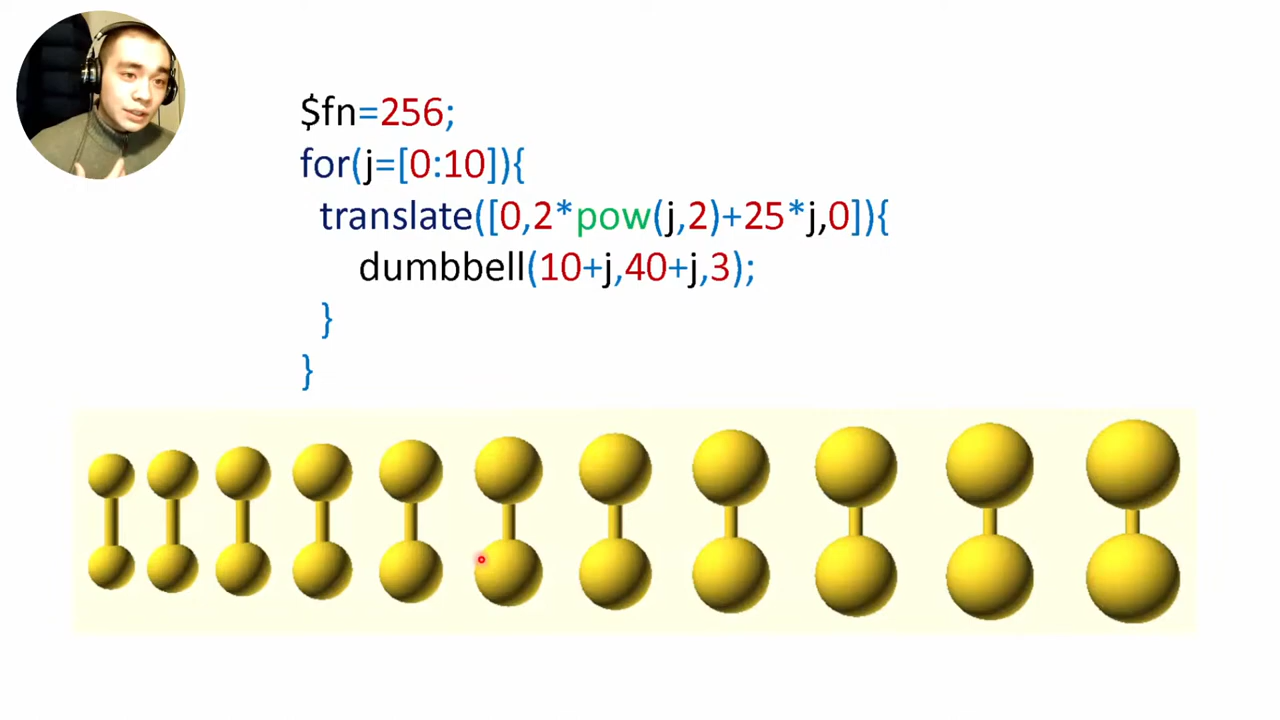 $fn=256;
for(j=[0:10]){
translate([0,2*pow(j,2)+25*j,0]){
dumbbell(10+j,40+j,3);
}
}